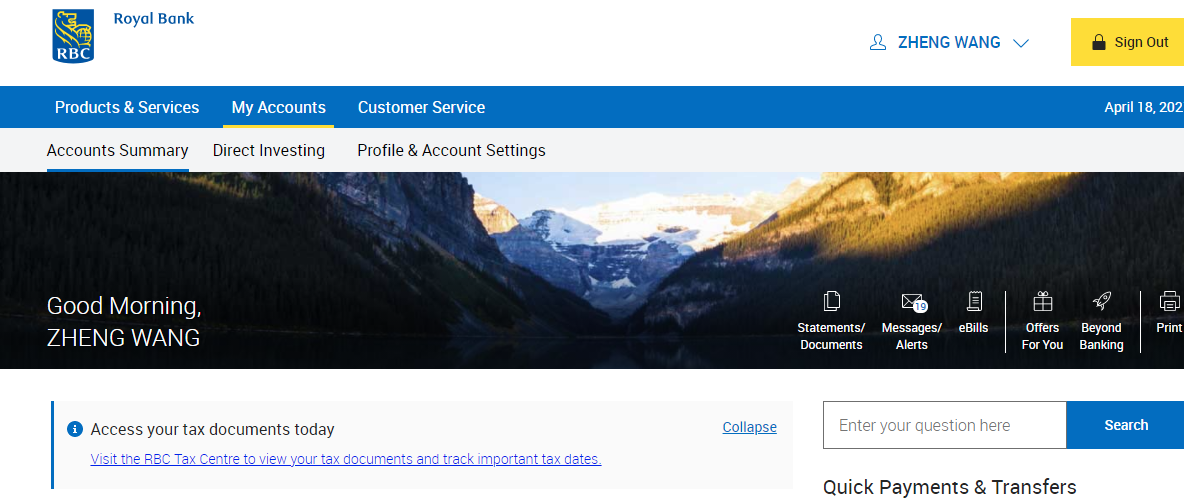 Royal Bank
RBC
ZHENG WANG
Sign Out
Products & Services
My Accounts
Customer Service
April 18, 202
Accounts Summary
Direct Investing
Profile & Account Settings
Good Morning,
ZHENG WANG
Statements/
Documents
19
Messages/
Alerts
eBills
Offers
For You
Beyond
Banking
Print
Access your tax documents today
Collapse
Visit the RBC Tax Centre to view your tax documents and track important tax dates.
Enter your question here
Search
Quick Payments & Transfers